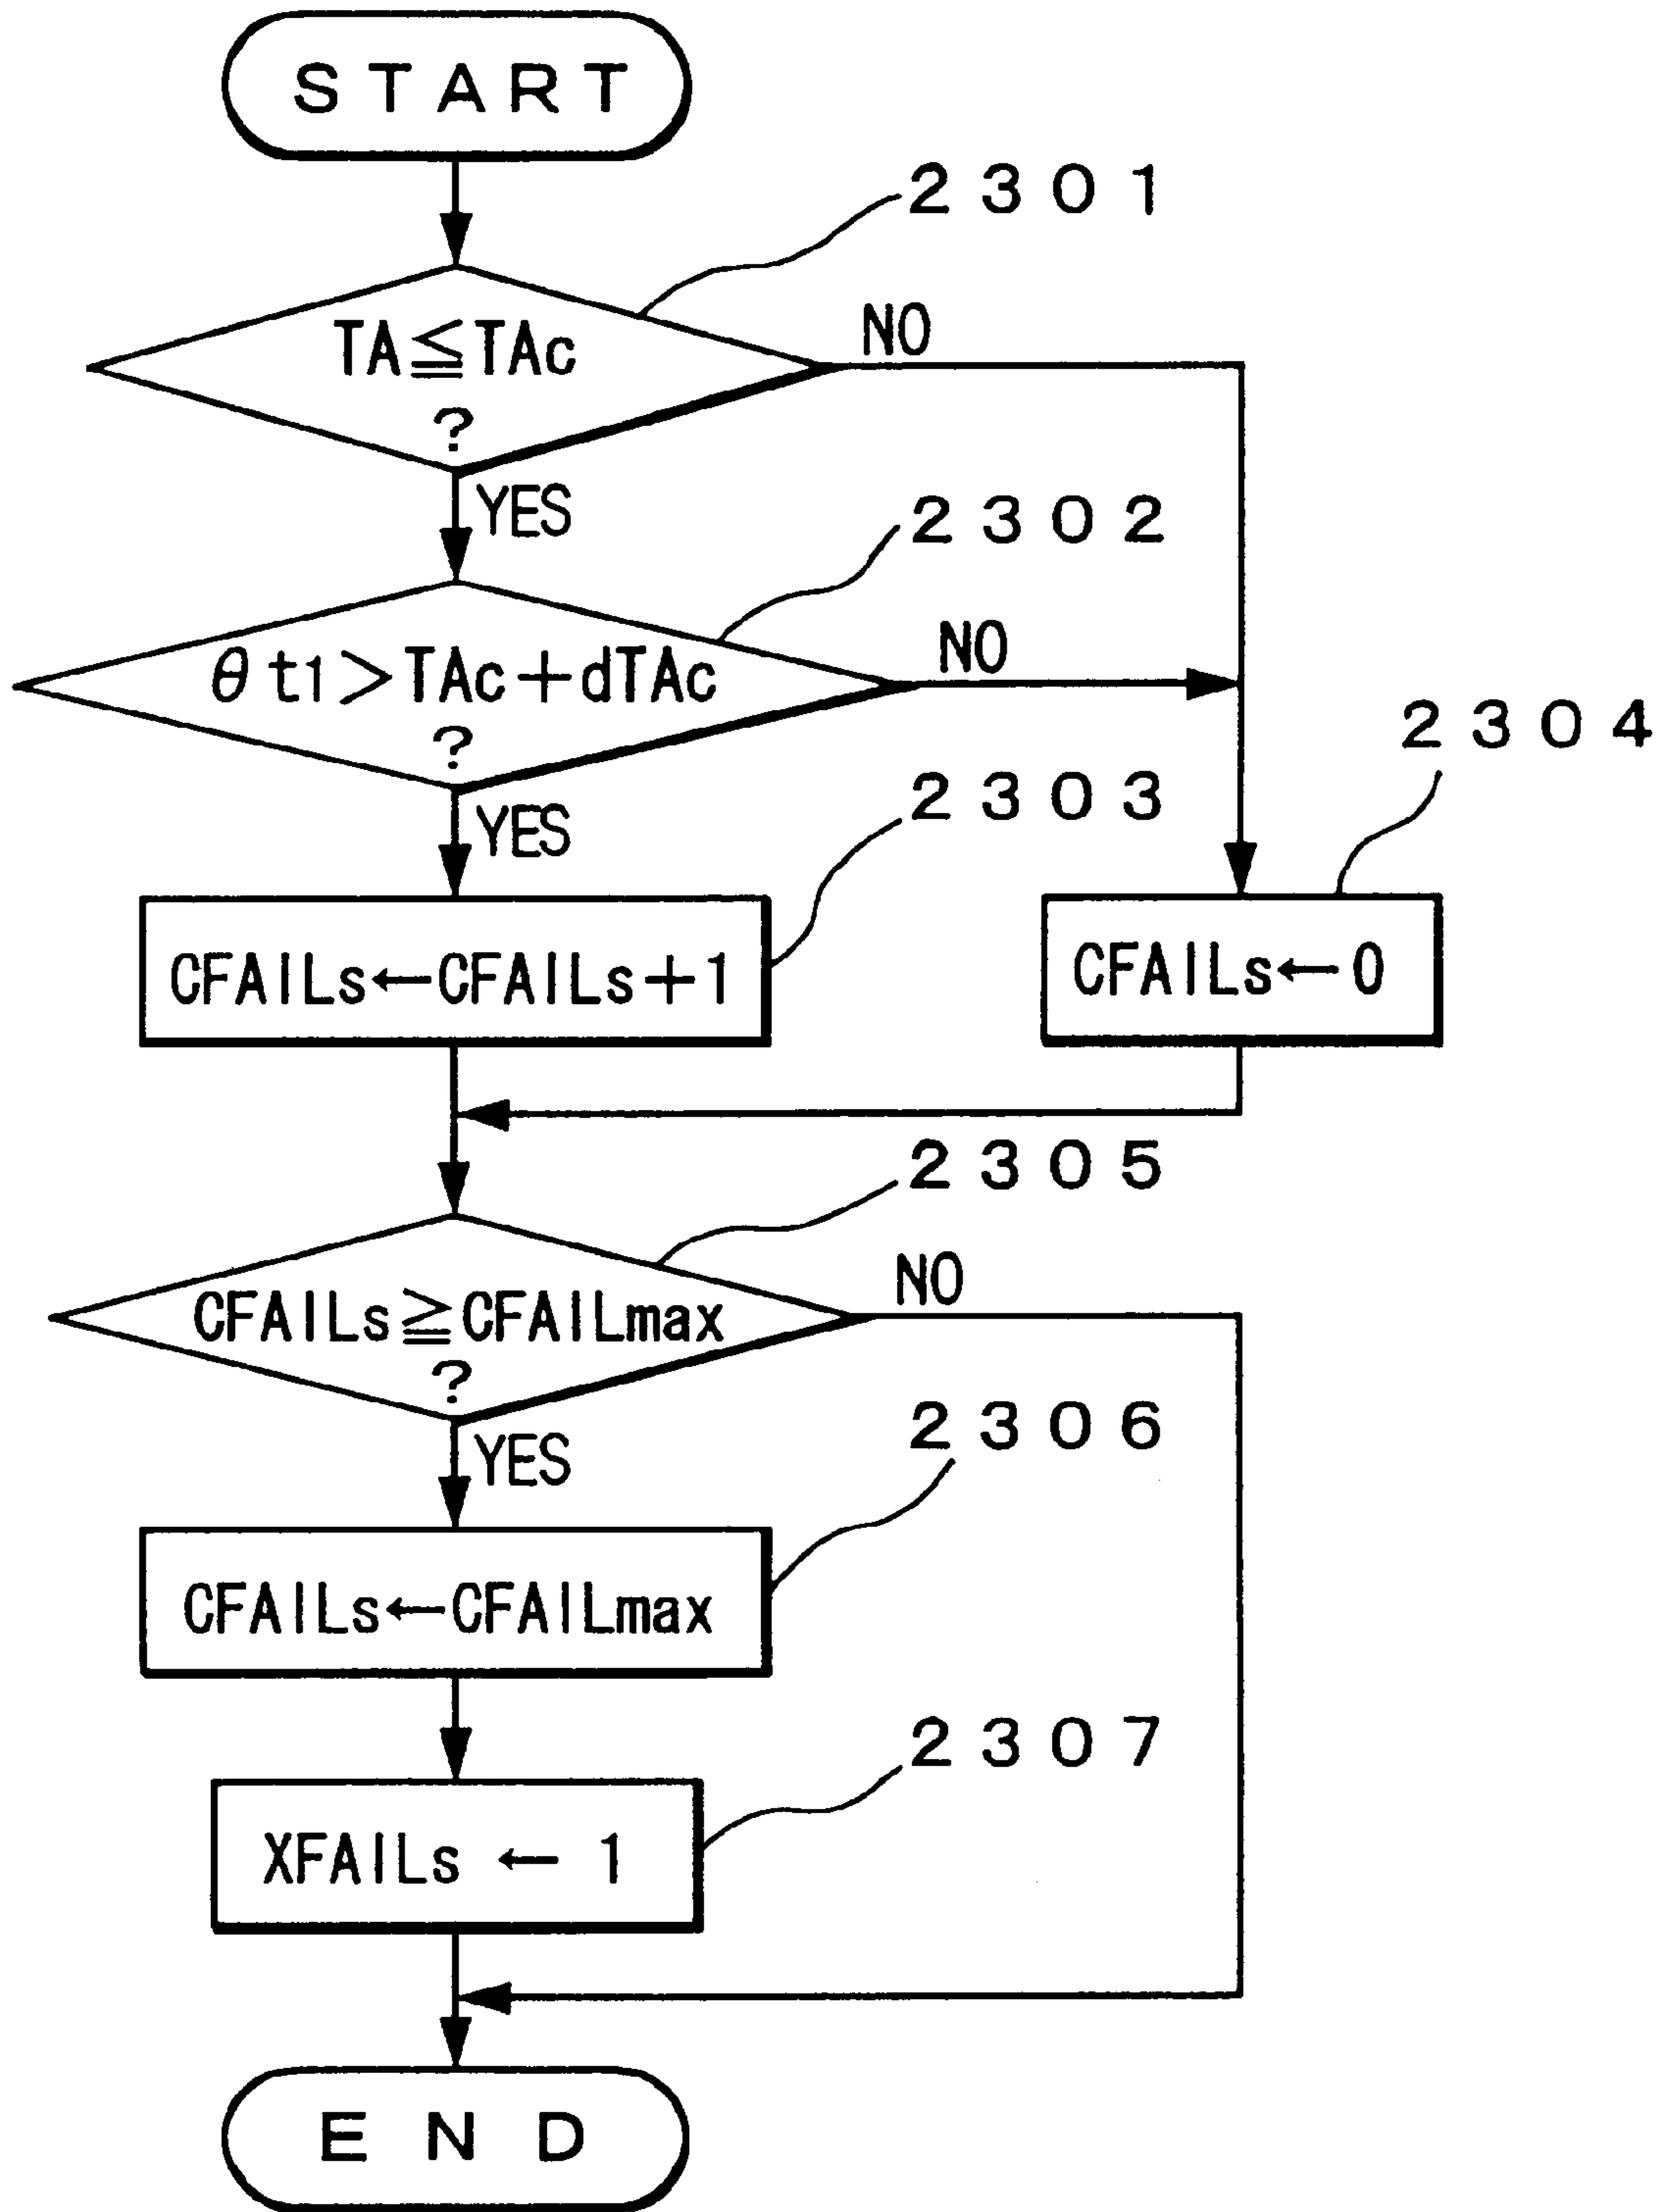 START
2301
TA≦TAc
?
NO
YES
2302
θt1>TAc+dTAc
?
NO
YES
2303
2304
CFAILs←CFAILs+1
CFAILs←0
2305
CFAILs≧CFAILmax
?
NO
YES
2306
CFAILs←CFAILmax
2307
XFAILs ← 1
END